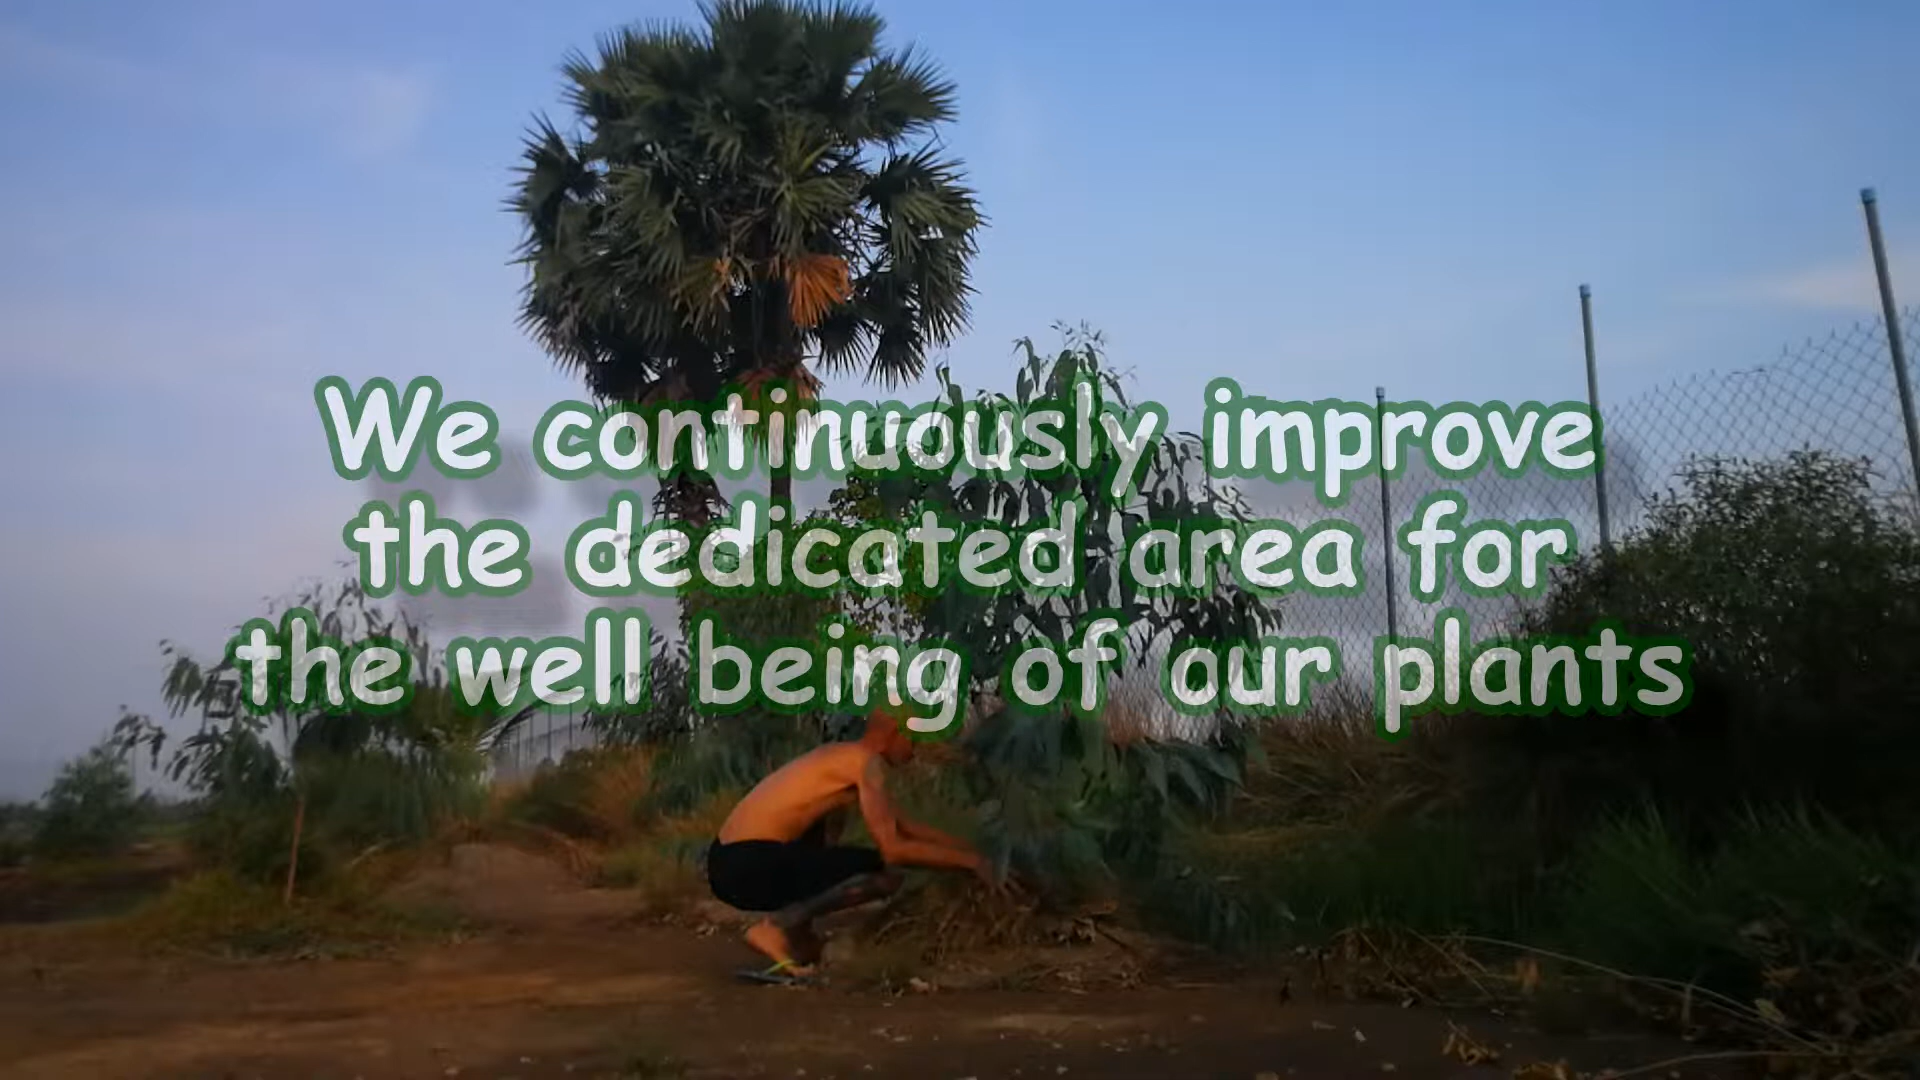 We continuously improve
the dedicated area for
the well being of our plants